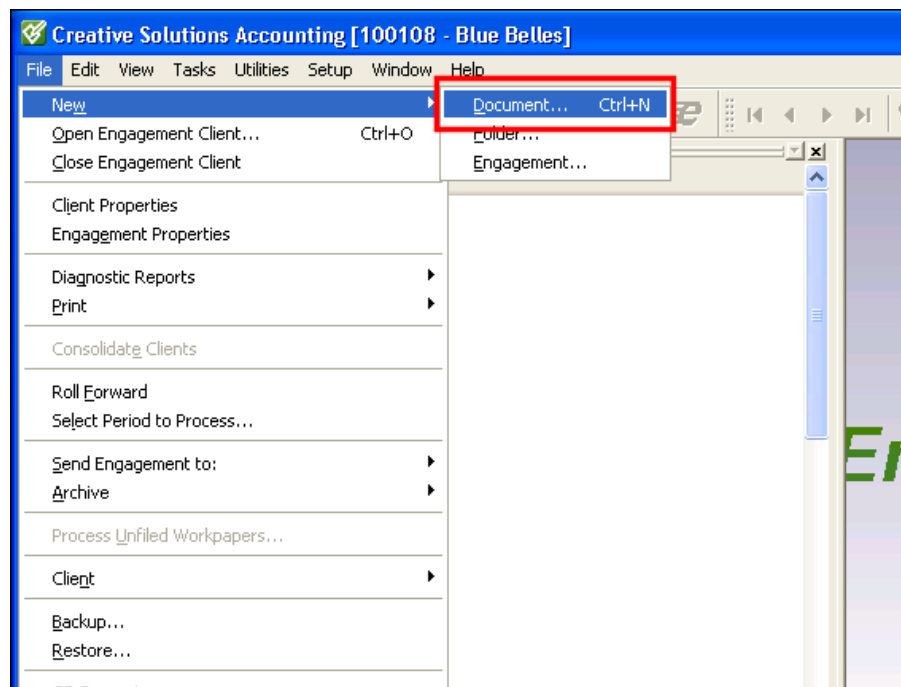 Creative Solutions Accounting [100108 - Blue Belles]
File Edit View Tasks Utilities Setup Window Help
New
Document... Ctrl+N
Open Engagement Client... Ctrl+O
Folder...
Close Engagement Client
Engagement...
Client Properties
Engagement Properties
Diagnostic Reports
Print
Consolidate Clients
Roll Forward
Select Period to Process...
Send Engagement to:
Archive
Process Unfiled Workpapers...
Client
Backup...
Restore...
En